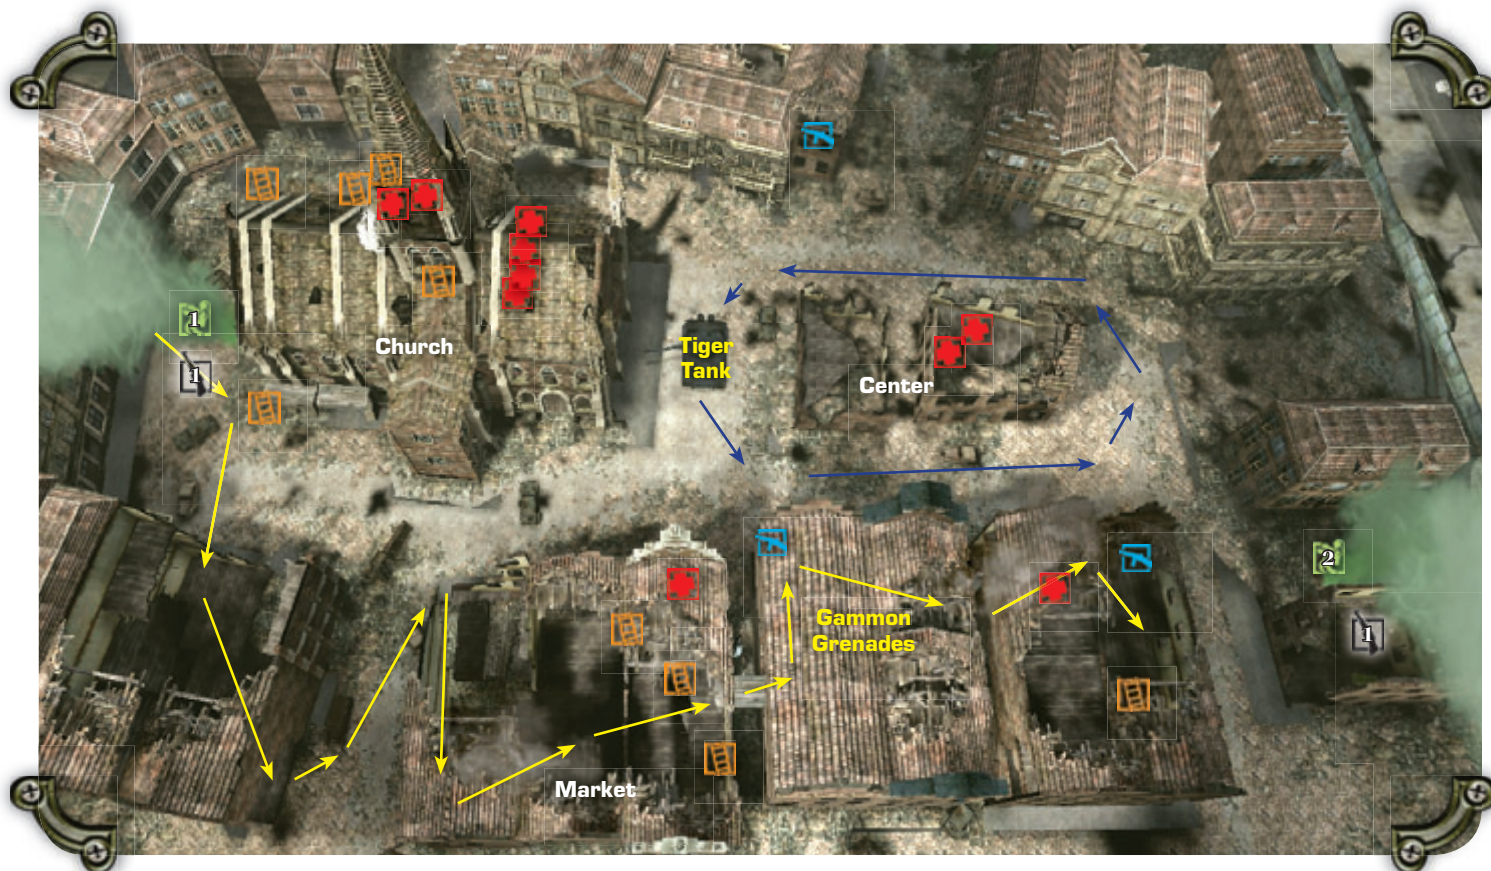 1
1
Church
Tiger
Tank
Center
Gammon
Grenades
2
1
Market